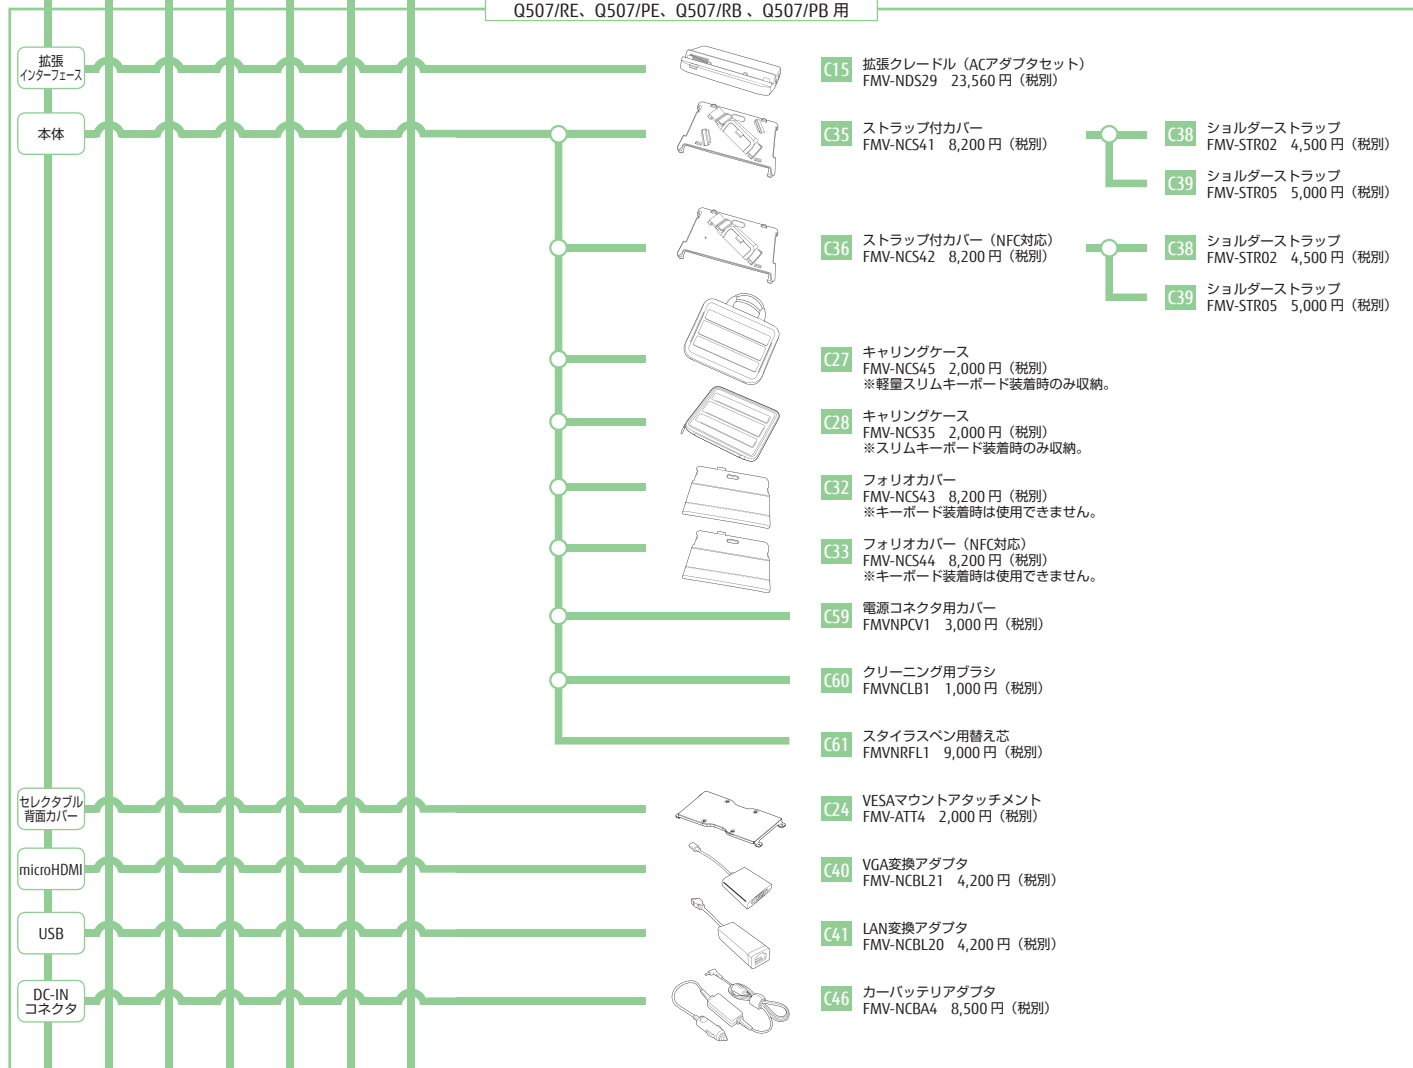 Q507/RE、Q507/PE、Q507/RB 、Q507/PB 用
拡張
インターフェース
C15 拡張クレードル（ACアダプタセット）
FMV-NDS29 23,560 円（税別）
本体
C35 ストラップ付カバー
FMV-NCS41 8,200 円（税別）
C38 ショルダーストラップ
FMV-STR02 4,500 円（税別）
C39 ショルダーストラップ
FMV-STR05 5,000 円（税別）
C36 ストラップ付カバー（NFC対応）
FMV-NCS42 8,200 円（税別）
C38 ショルダーストラップ
FMV-STR02 4,500 円（税別）
C39 ショルダーストラップ
FMV-STR05 5,000 円（税別）
C27 キャリングケース
FMV-NCS45 2,000 円（税別）
※軽量スリムキーボード装着時のみ収納。
C28 キャリングケース
FMV-NCS35 2,000 円（税別）
※スリムキーボード装着時のみ収納。
C32 フォリオカバー
FMV-NCS43 8,200 円（税別）
※キーボード装着時は使用できません。
C33 フォリオカバー（NFC対応）
FMV-NCS44 8,200 円（税別）
※キーボード装着時は使用できません。
C59 電源コネクタ用カバー
FMVNPCV1 3,000 円（税別）
C60 クリーニング用ブラシ
FMVNCLB1 1,000 円（税別）
C61 スタイラスペン用替え芯
FMVNRFL1 9,000 円（税別）
セレクタブル
背面カバー
C24 VESAマウントアタッチメント
FMV-ATT4 2,000 円（税別）
microHDMI
C40 VGA変換アダプタ
FMV-NCBL21 4,200 円（税別）
USB
C41 LAN変換アダプタ
FMV-NCBL20 4,200 円（税別）
DC-IN
コネクタ
C46 カーバッテリアダプタ
FMV-NCBA4 8,500 円（税別）